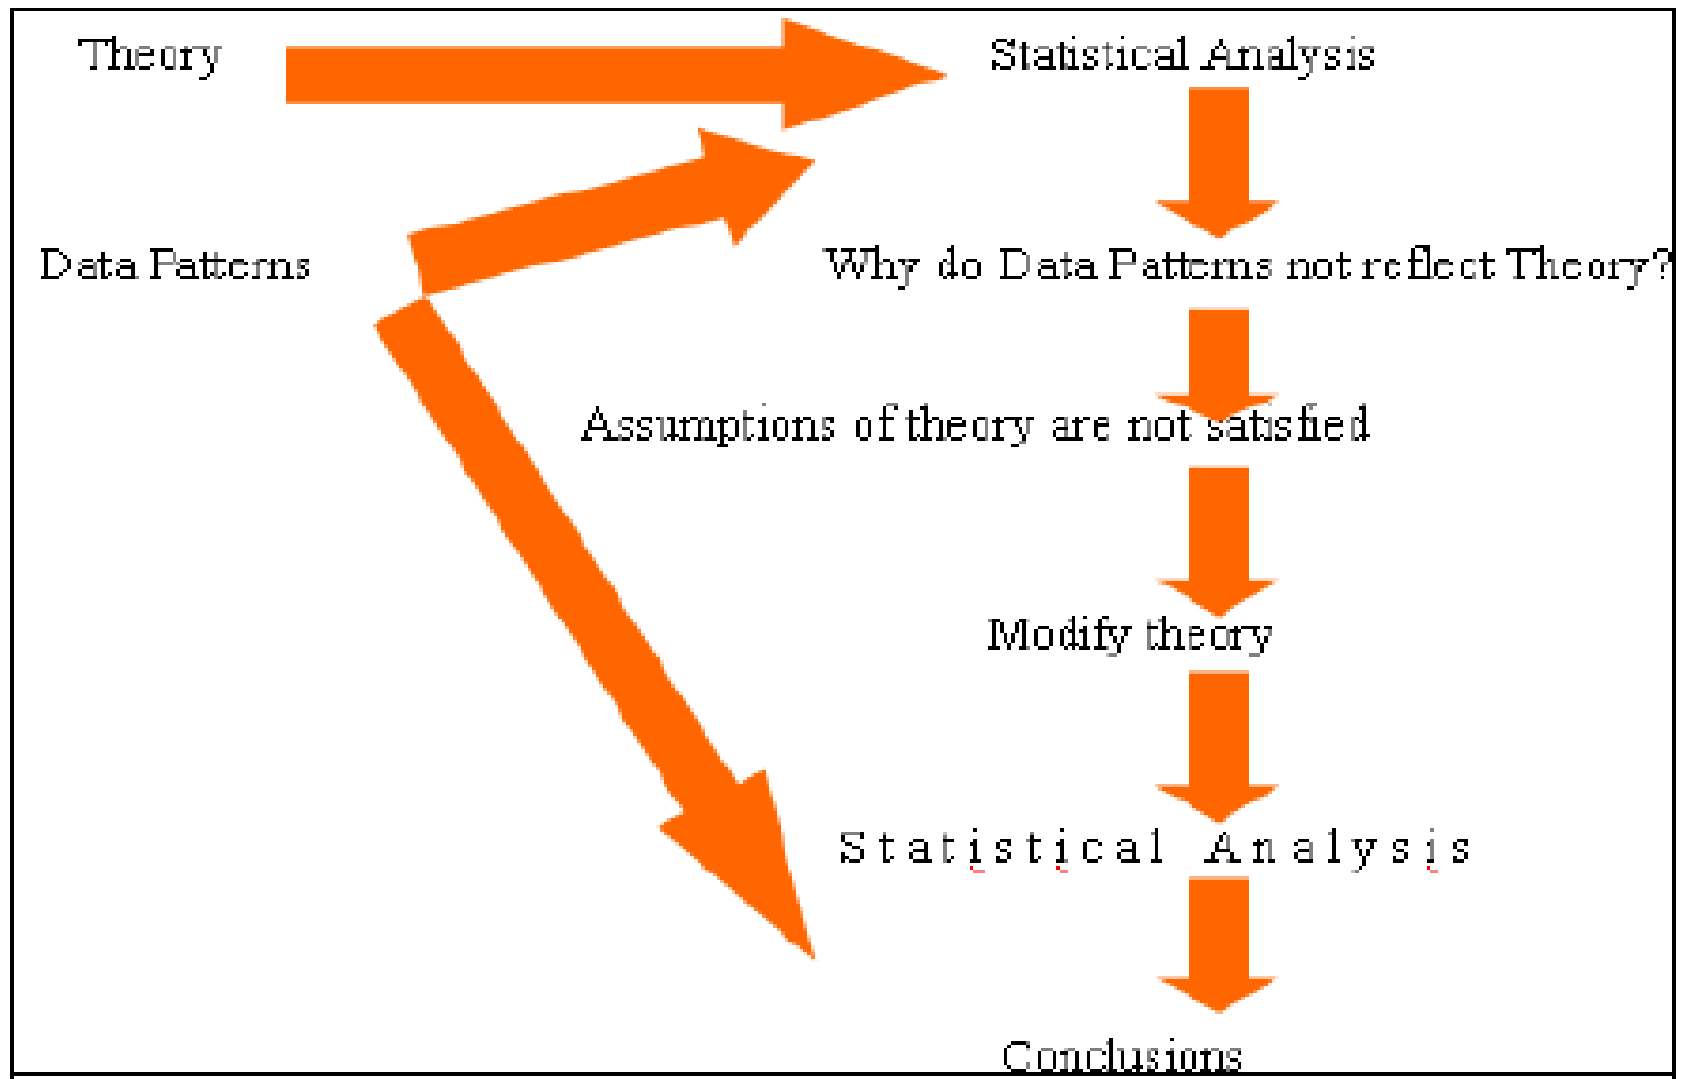 Theory
Statistical Analysis
Data Patterns
Why do Data Patterns not reflect Theory?
Assumptions of theory are not satisfied
Modify theory
Statistical Analysis
Conclusions